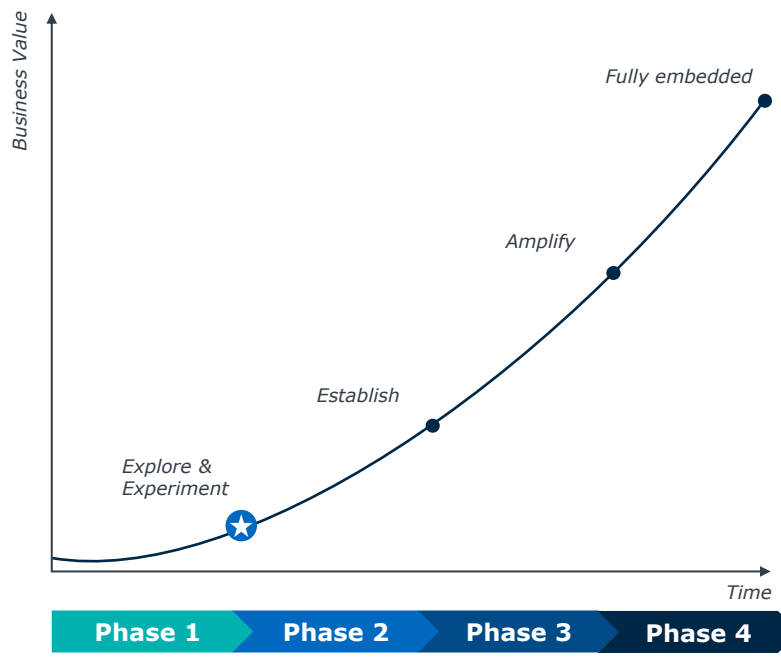 Business Value
Fully embedded
Amplify
Establish
Explore &
Experiment
Time
Phase 1
Phase 2
Phase 3
Phase 4